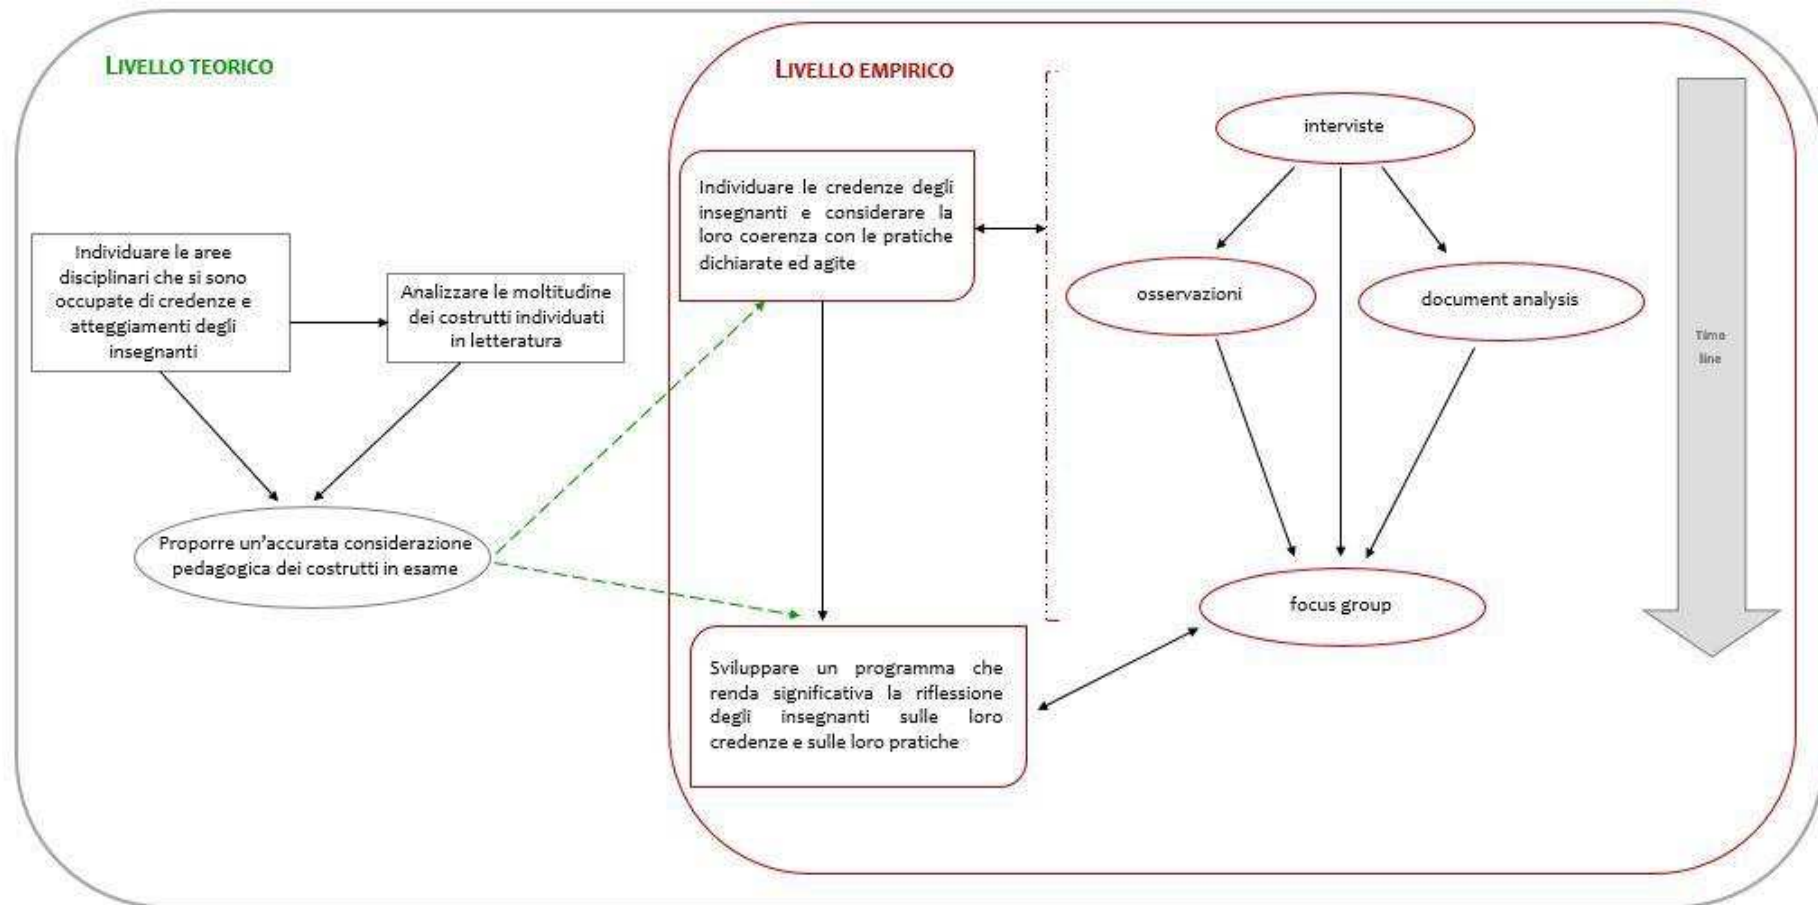 LIVELLO TEORICO
Individuare le aree
disciplinari che si sono
occupate di credenze e
atteggiamenti degli
insegnanti
Analizzare le moltitudine
dei costrutti individuati
in letteratura
Proporre un'accurata considerazione
pedagogica dei costrutti in esame
LIVELLO EMPIRICO
Individuare le credenze degli
insegnanti e considerare la
loro coerenza con le pratiche
dichiarate ed agite
Sviluppare un programma che
renda significativa la riflessione
degli insegnanti sulle loro
credenze e sulle loro pratiche
interviste
osservazioni
document analysis
focus group
Time
line